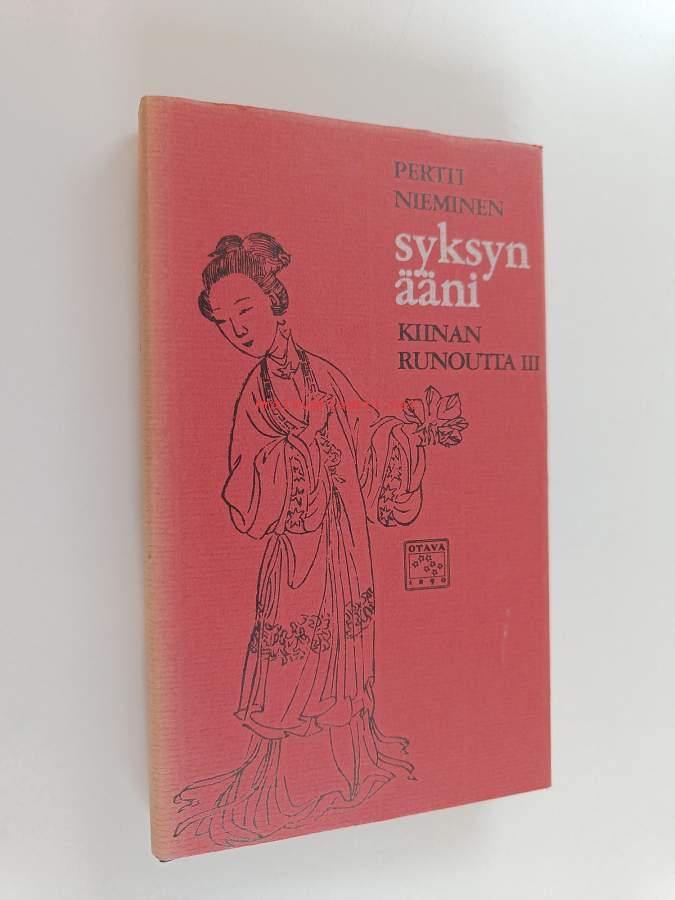 PERTTI
NIEMINEN
syksyn
ääni
KIINAN
RUNOUTTA III
OTAVA
1890